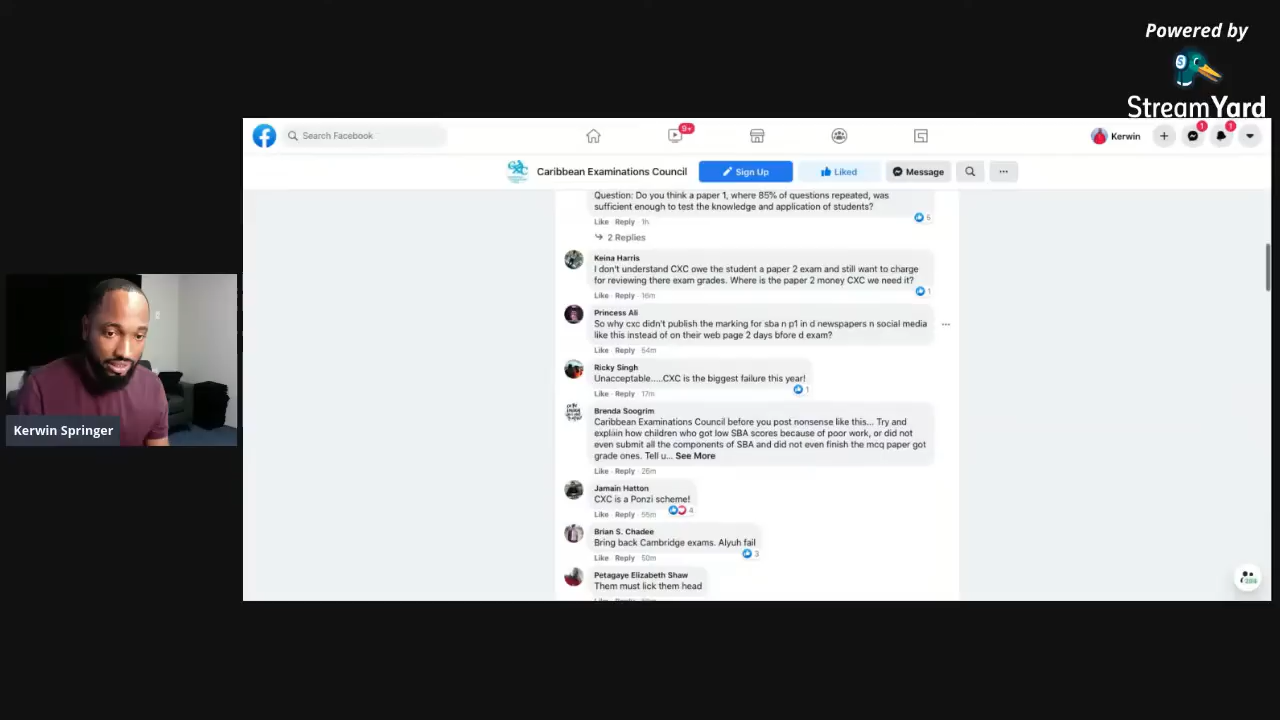 Powered by
StreamYard
Search Facebook
9+
Kerwin
1
1
Caribbean Examinations Council
Sign Up
Liked
Message
Question: Do you think a paper 1, where 85% of questions repeated, was
sufficient enough to test the knowledge and application of students?
5
Like · Reply · 1h
2 Replies
Keina Harris
I don't understand CXC owe the student a paper 2 exam and still want to charge
for reviewing there exam grades. Where is the paper 2 money CXC we need it?
1
Like · Reply · 16m
Princess Ali
So why cxc didn't publish the marking for sba n p1 in d newspapers n social media
like this instead of on their web page 2 days bfore d exam?
Like · Reply · 54m
Ricky Singh
Unacceptable.....CXC is the biggest failure this year!
1
Like · Reply · 17m
Brenda Soogrim
Caribbean Examinations Council before you post nonsense like this... Try and
explain how children who got low SBA scores because of poor work, or did not
even submit all the components of SBA and did not even finish the mcq paper got
grade ones. Tell u... See More
Like · Reply · 26m
Jamain Hatton
CXC is a Ponzi scheme!
4
Like · Reply · 55m
Brian S. Chadee
Bring back Cambridge exams. Alyuh fail
3
Like · Reply · 50m
Petagaye Elizabeth Shaw
Them must lick them head
Kerwin Springer